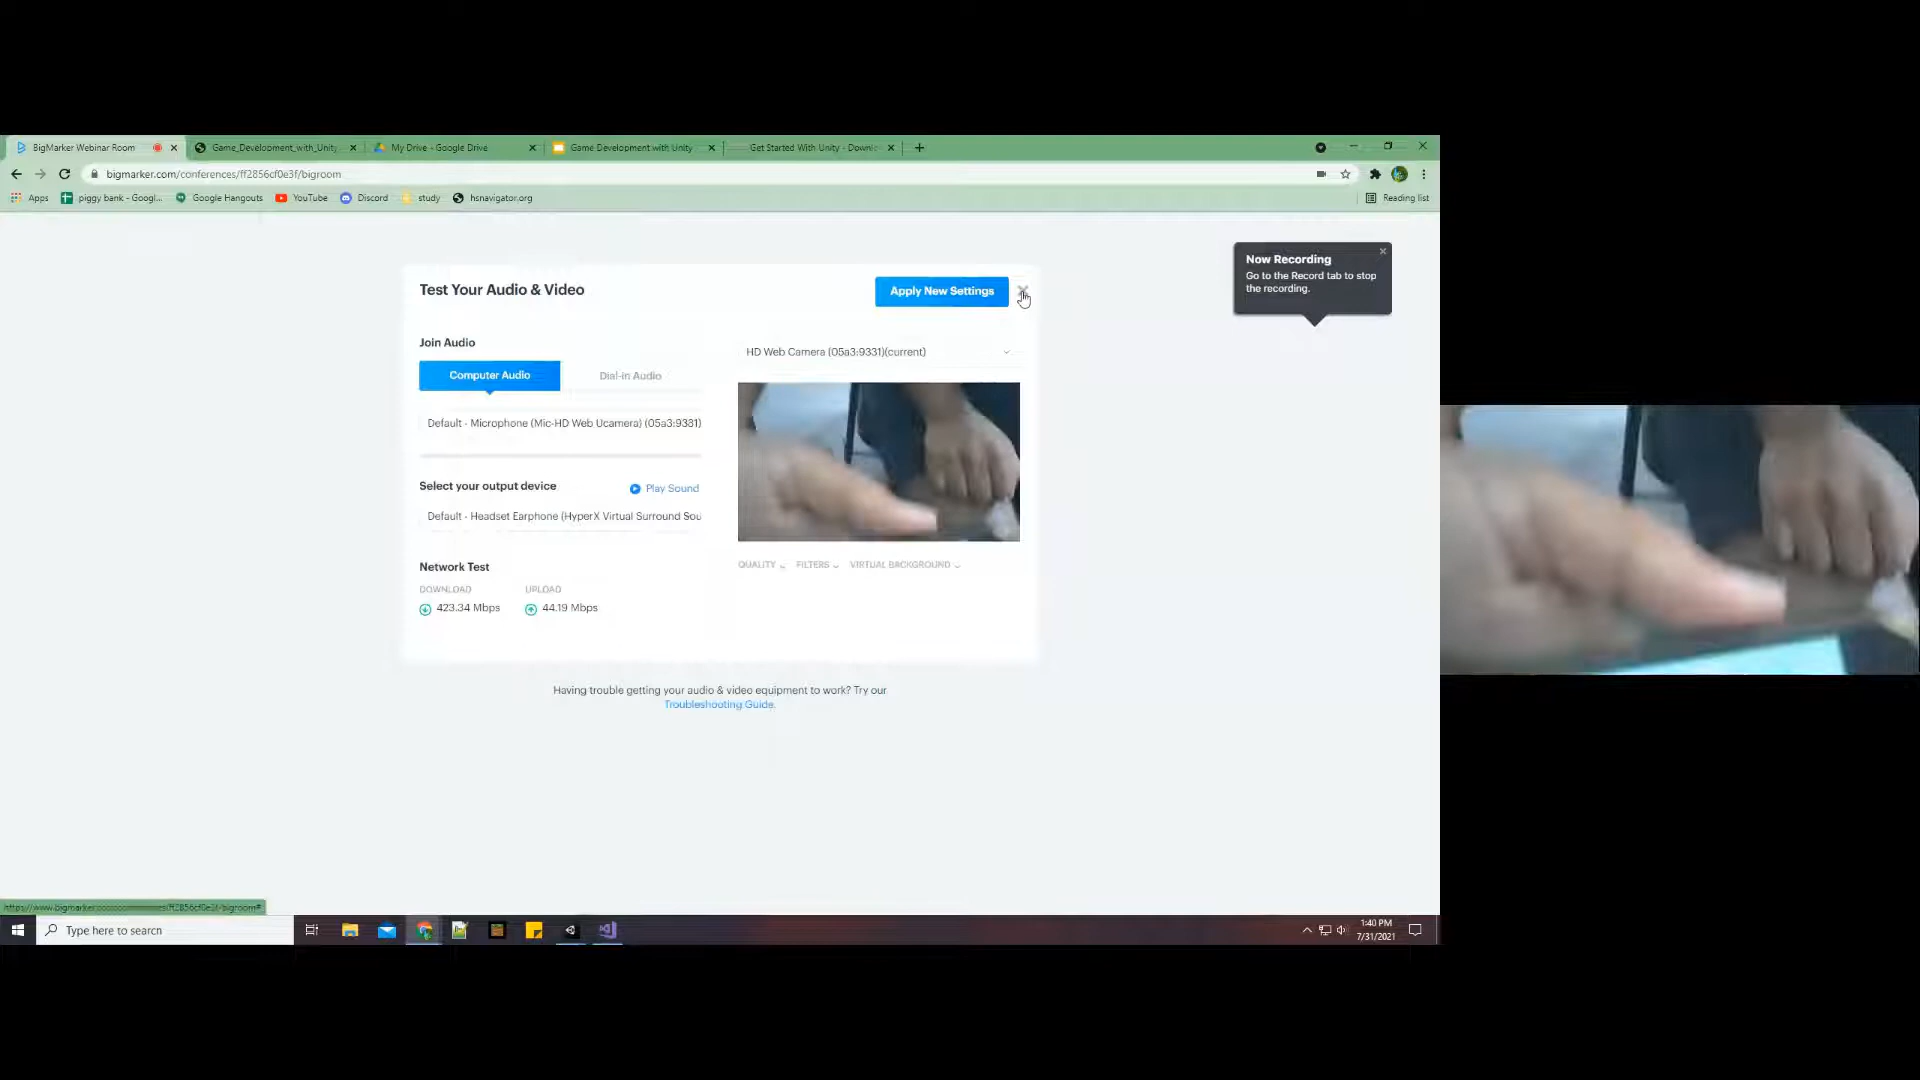 BigMarker Webinar Room
Game_Development_with_Unity
My Drive - Google Drive
Game Development with Unity
Get Started With Unity - Downlo
bigmarker.com/conferences/ff2856cf0e3f/bigroom
Apps
piggy bank - Googl...
Google Hangouts
YouTube
Discord
study
hsnavigator.org
Reading list
Now Recording
Go to the Record tab to stop
the recording.
Test Your Audio & Video
Apply New Settings
Join Audio
HD Web Camera (05a3:9331)(current)
Computer Audio
Dial-in Audio
Default - Microphone (Mic-HD Web Ucamera) (05a3:9331)
Select your output device
Play Sound
Default - Headset Earphone (HyperX Virtual Surround Sou
QUALITY
FILTERS
VIRTUAL BACKGROUND
Network Test
DOWNLOAD
UPLOAD
423.34 Mbps
44.19 Mbps
Having trouble getting your audio & video equipment to work? Try our
Troubleshooting Guide.
Type here to search
1:40 PM
7/31/2021